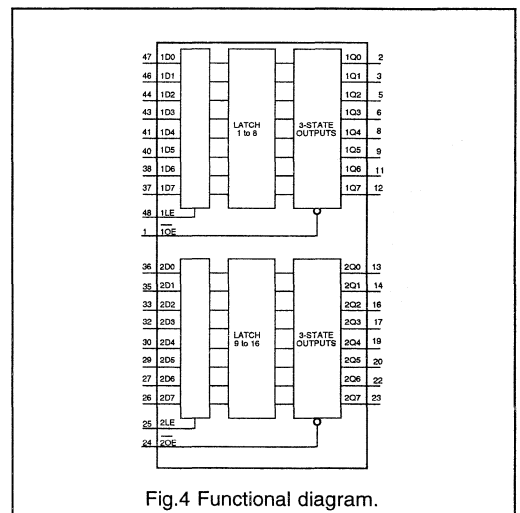 47 1D0 1Q0 2
46 1D1 1Q1 3
44 1D2 1Q2 5
43 1D3 1Q3 6
41 1D4 LATCH 1 to 8 3-STATE OUTPUTS 1Q4 8
40 1D5 1Q5 9
38 1D6 1Q6 11
37 1D7 1Q7 12
48 1LE
1 1OE
36 2D0 2Q0 13
35 2D1 2Q1 14
33 2D2 2Q2 16
32 2D3 2Q3 17
30 2D4 LATCH 9 to 16 3-STATE OUTPUTS 2Q4 19
29 2D5 2Q5 20
27 2D6 2Q6 22
26 2D7 2Q7 23
25 2LE
24 2OE
Fig.4 Functional diagram.